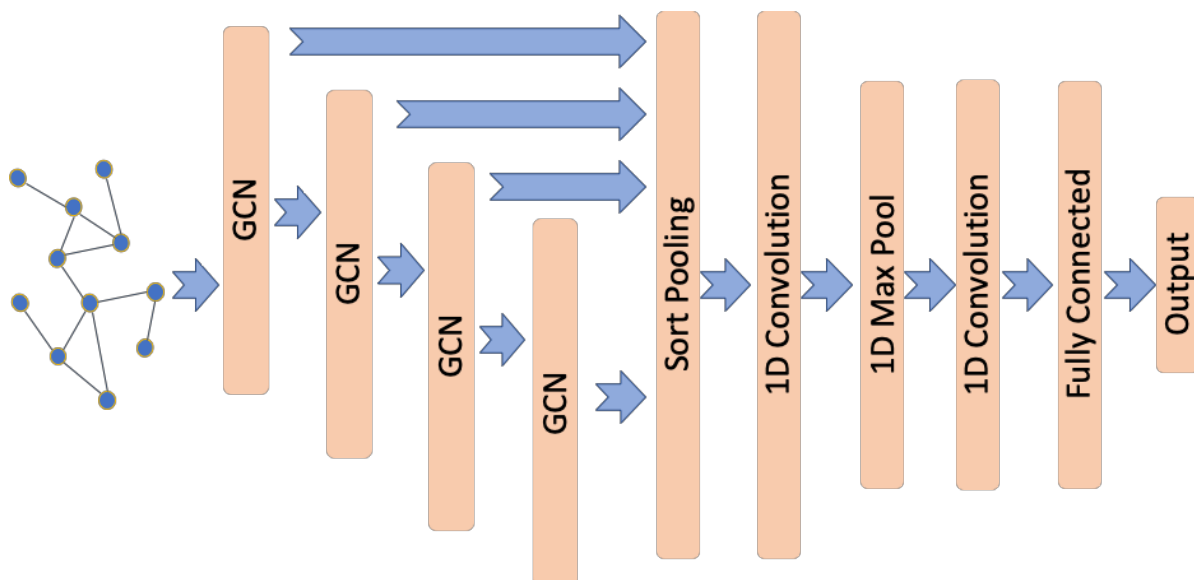 GCN
GCN
GCN
GCN
Sort Pooling
1D Convolution
1D Max Pool
1D Convolution
Fully Connected
Output